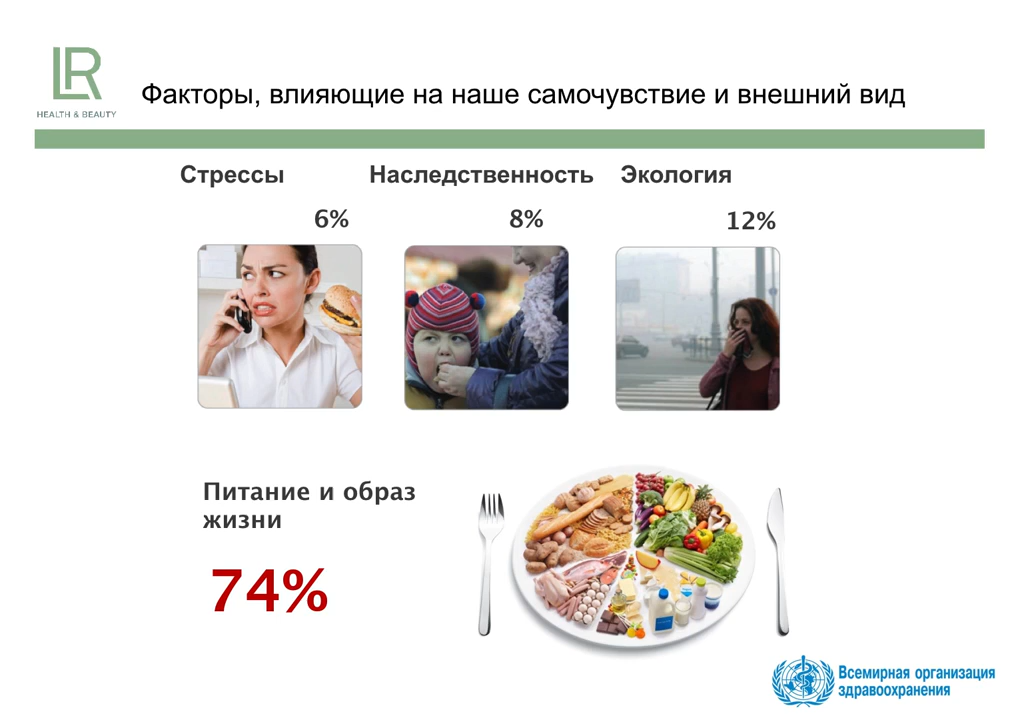 LR
HEALTH & BEAUTY
Факторы, влияющие на наше самочувствие и внешний вид
Стрессы
Наследственность
Экология
6%
8%
12%
Питание и образ
жизни
74%
Всемирная организация
здравоохранения